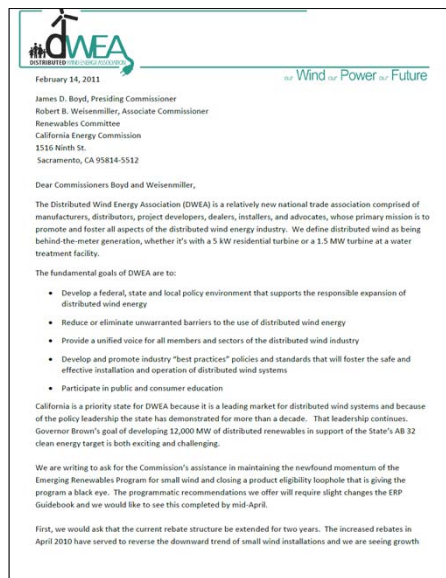 dWEA
DISTRIBUTED WIND ENERGY ASSOCIATION
our Wind our Power our Future
February 14, 2011
James D. Boyd, Presiding Commissioner
Robert B. Weisenmiller, Associate Commissioner
Renewables Committee
California Energy Commission
1516 Ninth St.
Sacramento, CA 95814-5512
Dear Commissioners Boyd and Weisenmiller,
The Distributed Wind Energy Association (DWEA) is a relatively new national trade association comprised of
manufacturers, distributors, project developers, dealers, installers, and advocates, whose primary mission is to
promote and foster all aspects of the distributed wind energy industry. We define distributed wind as being
behind-the-meter generation, whether it's with a 5 kW residential turbine or a 1.5 MW turbine at a water
treatment facility.
The fundamental goals of DWEA are to:
• Develop a federal, state and local policy environment that supports the responsible expansion of
distributed wind energy
• Reduce or eliminate unwarranted barriers to the use of distributed wind energy
• Provide a unified voice for all members and sectors of the distributed wind industry
• Develop and promote industry "best practices" policies and standards that will foster the safe and
effective installation and operation of distributed wind systems
• Participate in public and consumer education
California is a priority state for DWEA because it is a leading market for distributed wind systems and because
of the policy leadership the state has demonstrated for more than a decade. That leadership continues.
Governor Brown's goal of developing 12,000 MW of distributed renewables in support of the State's AB 32
clean energy target is both exciting and challenging.
We are writing to ask for the Commission's assistance in maintaining the newfound momentum of the
Emerging Renewables Program for small wind and closing a product eligibility loophole that is giving the
program a black eye. The programmatic recommendations we offer will require slight changes the ERP
Guidebook and we would like to see this completed by mid-April.
First, we would ask that the current rebate structure be extended for two years. The increased rebates in
April 2010 have served to reverse the downward trend of small wind installations and we are seeing growth